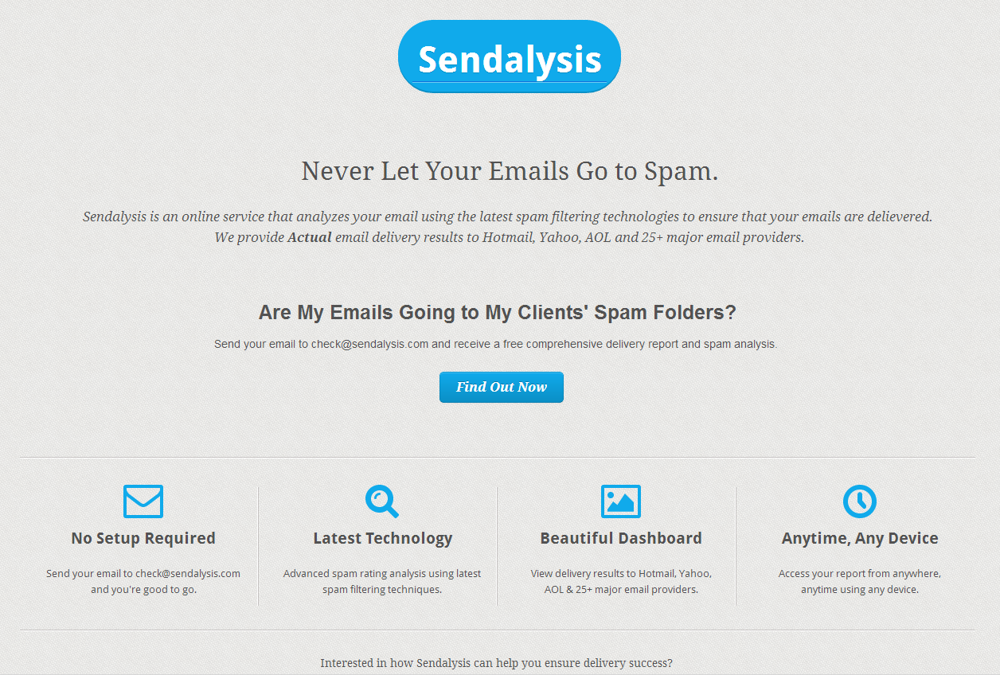 Sendalysis
Never Let Your Emails Go to Spam.
Sendalysis is an online service that analyzes your email using the latest spam filtering technologies to ensure that your emails are delievered.
We provide Actual email delivery results to Hotmail, Yahoo, AOL and 25+ major email providers.
Are My Emails Going to My Clients' Spam Folders?
Send your email to check@sendalysis.com and receive a free comprehensive delivery report and spam analysis.
Find Out Now
No Setup Required
Send your email to check@sendalysis.com
and you're good to go.
Latest Technology
Advanced spam rating analysis using latest
spam filtering techniques.
Beautiful Dashboard
View delivery results to Hotmail, Yahoo,
AOL & 25+ major email providers.
Anytime, Any Device
Access your report from anywhere,
anytime using any device.
Interested in how Sendalysis can help you ensure delivery success?